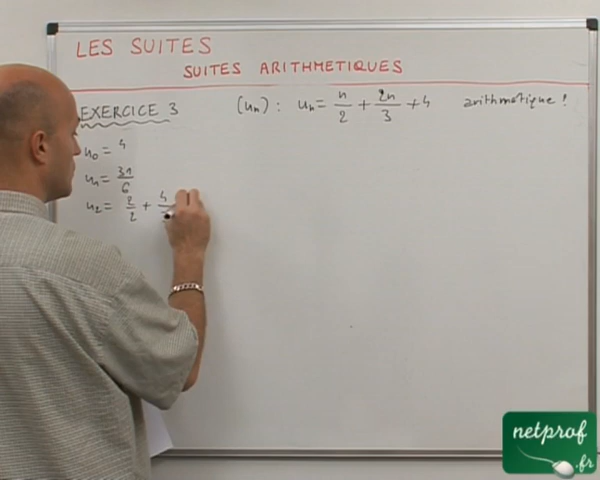 LES SUITES
SUITES ARITHMETIQUES
EXERCICE 3 (un) : un = n/2 + 2n/3 + 4 arithmétique ?
u0 = 4
u1 = 31/6
u2 = 2/2 + 4/
netprof
.fr